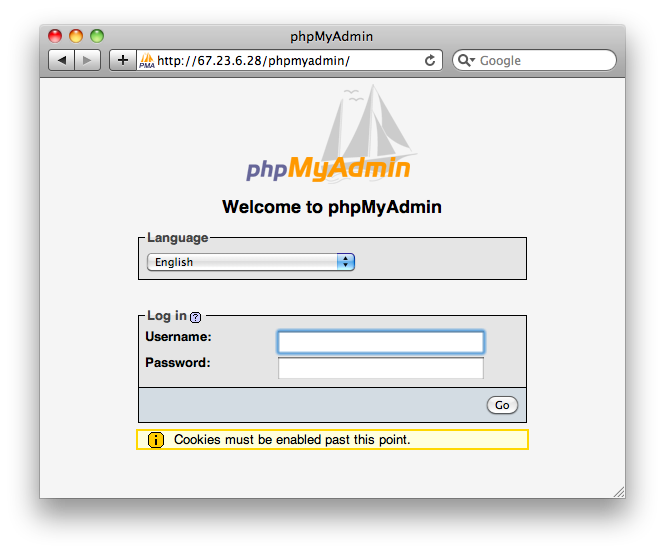 phpMyAdmin
PMA http://67.23.6.28/phpmyadmin/
Google
phpMyAdmin
Welcome to phpMyAdmin
Language
English
Log in ?
Username:
Password:
Go
i Cookies must be enabled past this point.